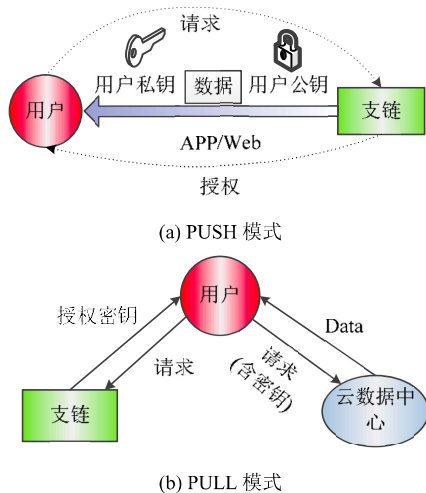 请求
用户私钥
数据
用户公钥
用户
支链
APP/Web
授权
(a) PUSH 模式
用户
授权密钥
请求
Data
请求
(含密钥)
支链
云数据中
心
(b) PULL 模式